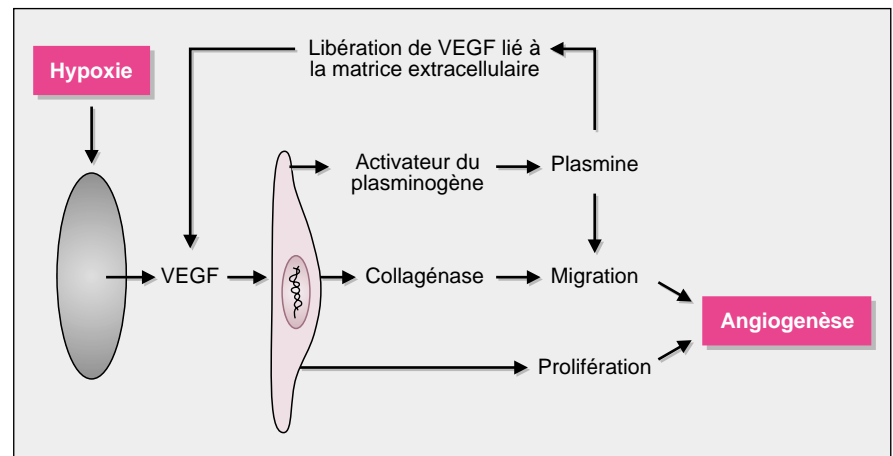 Libération de VEGF lié à
la matrice extracellulaire
Hypoxie
Activateur du
plasminogène
Plasmine
VEGF
Collagénase
Migration
Angiogenèse
Prolifération